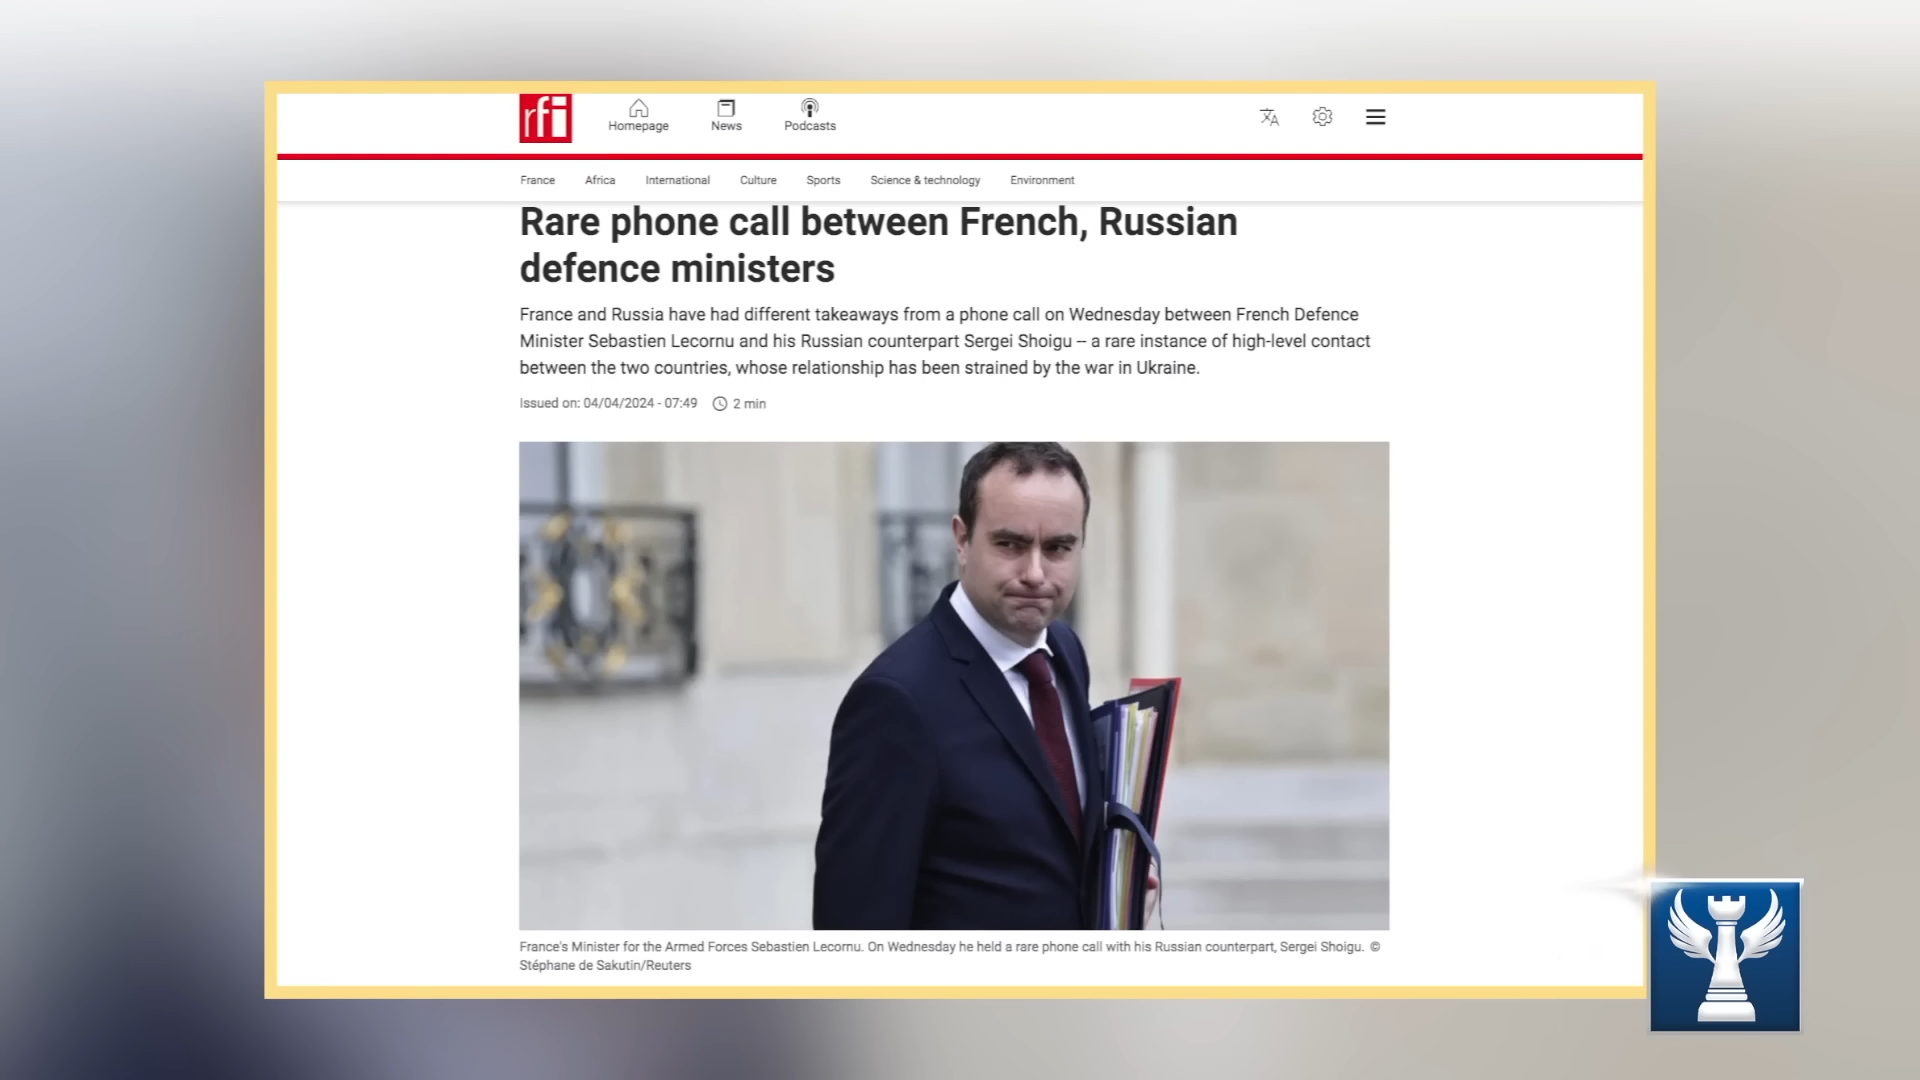 rfi
Homepage
News
Podcasts
France
Africa
International
Culture
Sports
Science & technology
Environment
Rare phone call between French, Russian
defence ministers
France and Russia have had different takeaways from a phone call on Wednesday between French Defence
Minister Sebastien Lecornu and his Russian counterpart Sergei Shoigu – a rare instance of high-level contact
between the two countries, whose relationship has been strained by the war in Ukraine.
Issued on: 04/04/2024 - 07:49
2 min
France's Minister for the Armed Forces Sebastien Lecornu. On Wednesday he held a rare phone call with his Russian counterpart, Sergei Shoigu. ©
Stéphane de Sakutin/Reuters